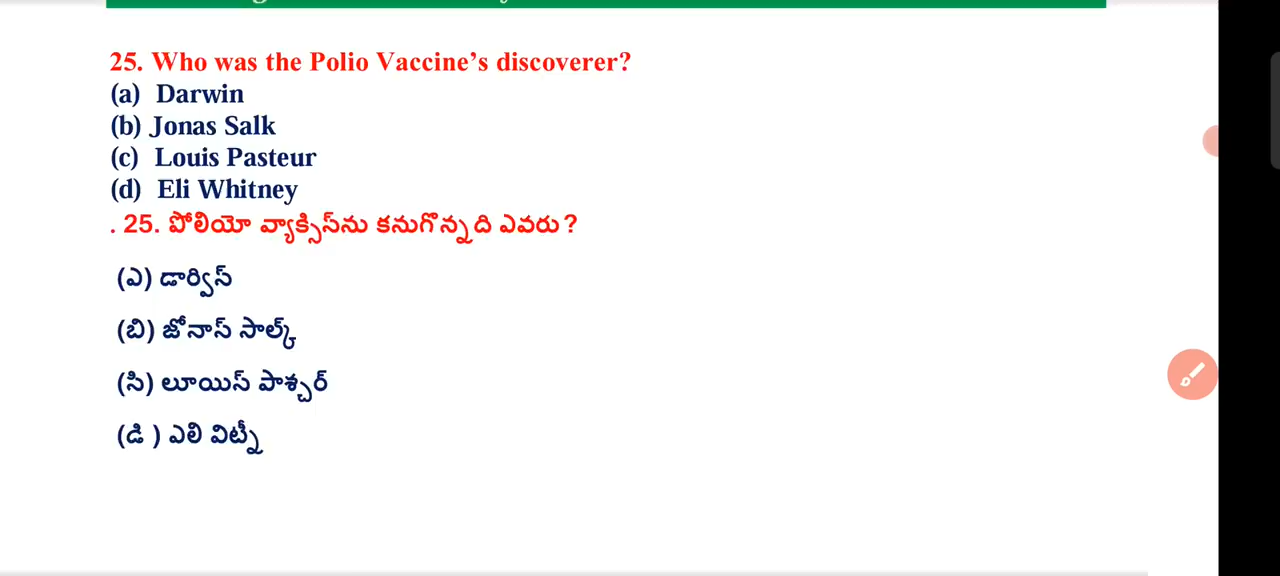 25. Who was the Polio Vaccine's discoverer?
(a) Darwin
(b) Jonas Salk
(c) Louis Pasteur
(d) Eli Whitney
. 25. పోలియో వ్యాక్సిన్‌ను కనుగొన్నది ఎవరు?
(ఎ) డార్విన్
(బి) జోనాస్ సాల్క్
(సి) లూయిస్ పాశ్చర్
(డి ) ఎలి విట్నీ